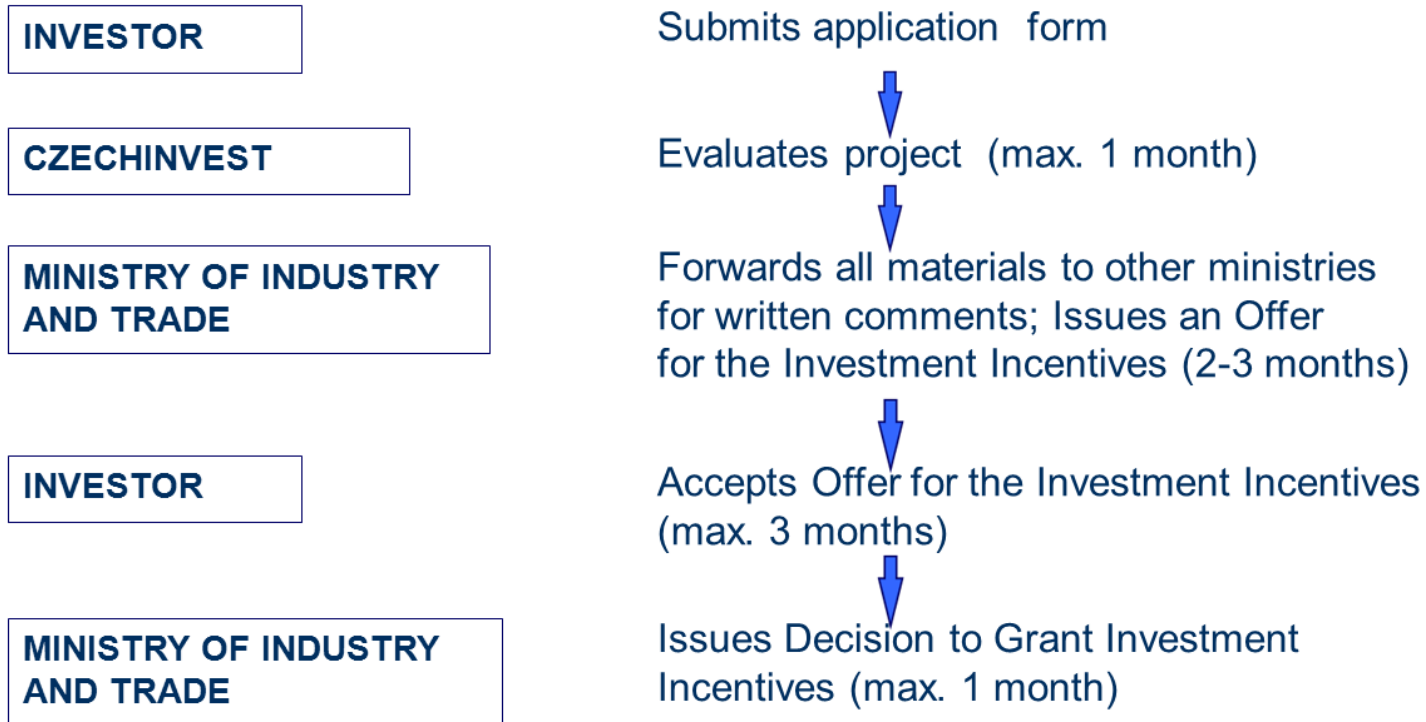 INVESTOR
Submits application form
CZECHINVEST
Evaluates project (max. 1 month)
MINISTRY OF INDUSTRY
AND TRADE
Forwards all materials to other ministries
for written comments; Issues an Offer
for the Investment Incentives (2-3 months)
INVESTOR
Accepts Offer for the Investment Incentives
(max. 3 months)
MINISTRY OF INDUSTRY
AND TRADE
Issues Decision to Grant Investment
Incentives (max. 1 month)